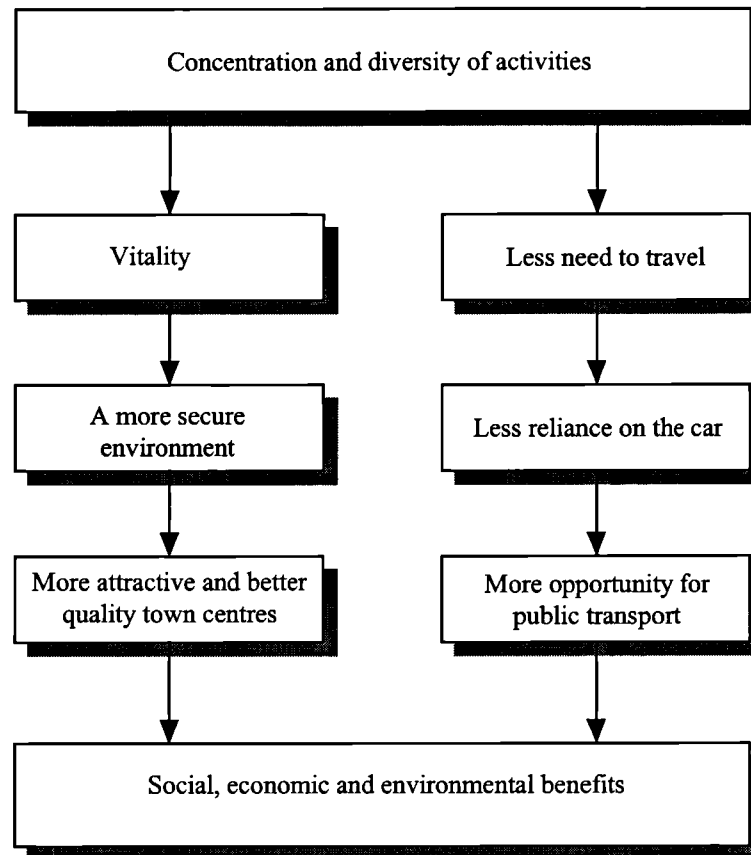 Concentration and diversity of activities
Vitality
Less need to travel
A more secure
environment
Less reliance on the car
More attractive and better
quality town centres
More opportunity for
public transport
Social, economic and environmental benefits